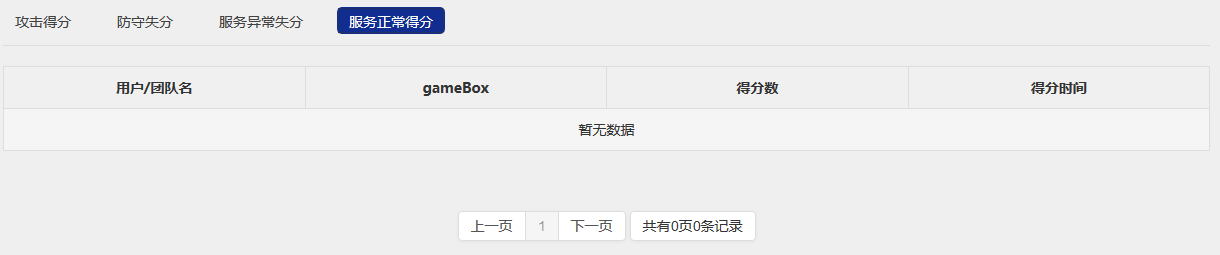 攻击得分 防守失分 服务异常失分 服务正常得分
用户/团队名 gameBox 得分数 得分时间
暂无数据
上一页 1 下一页 共有0页0条记录